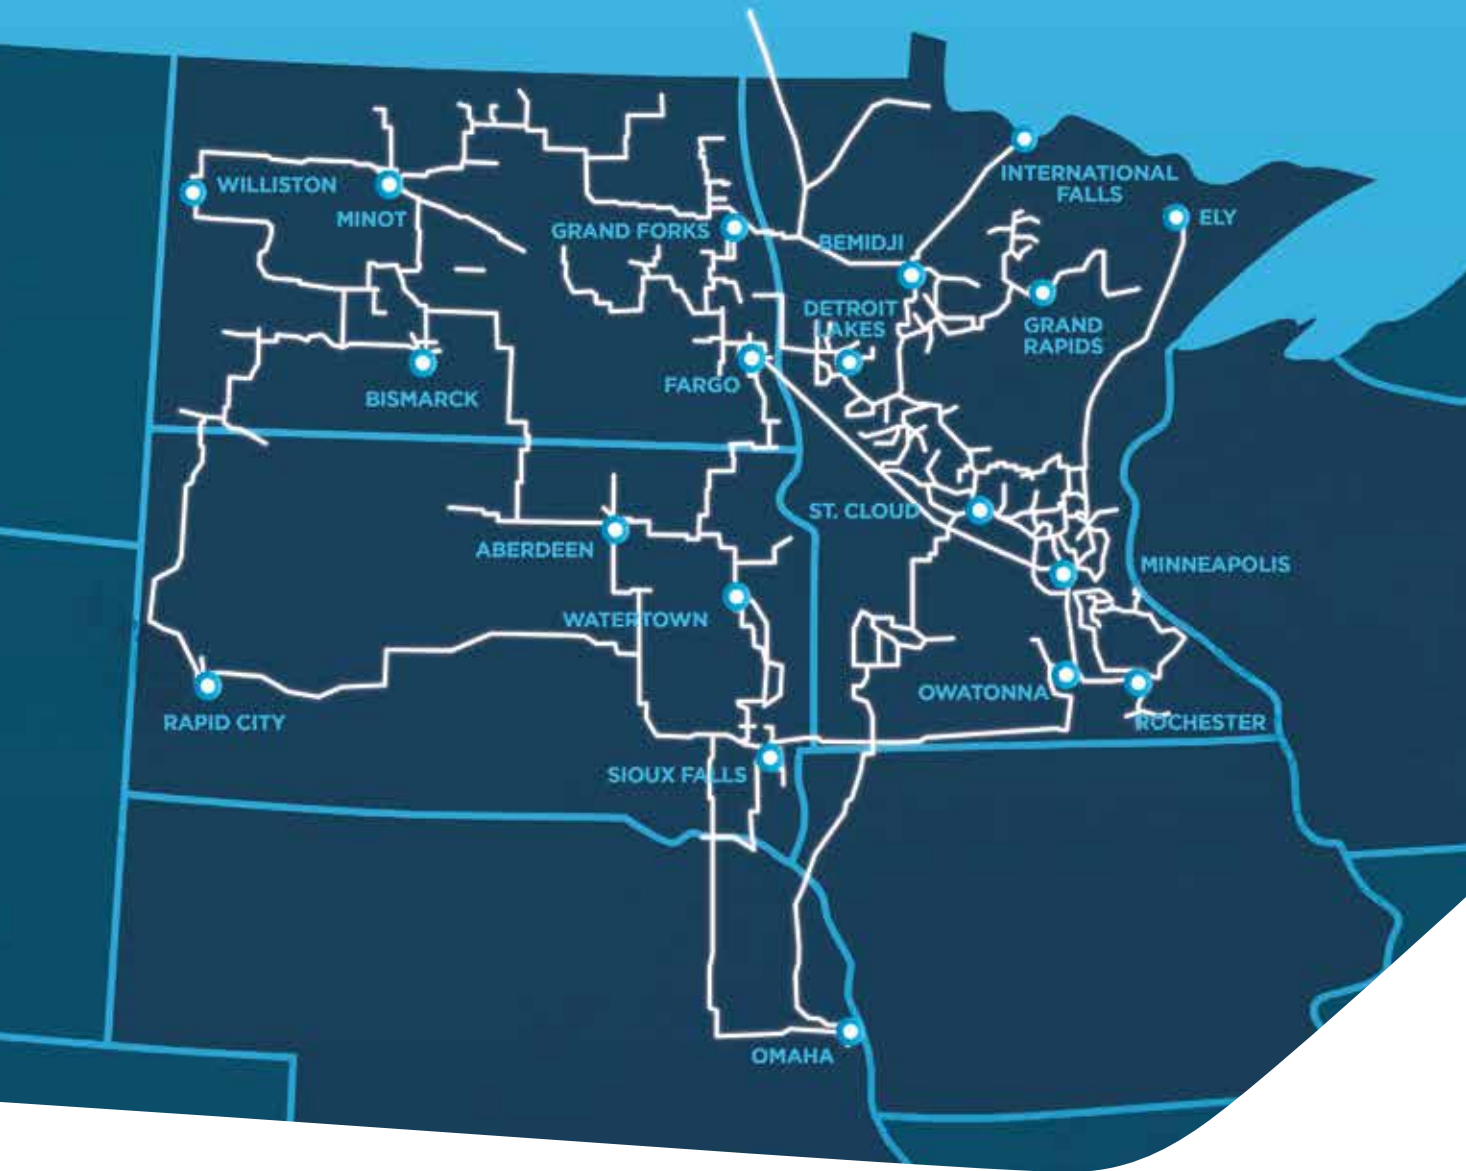 INTERNATIONAL
FALLS
WILLISTON
MINOT
ELY
GRAND FORKS
BEMIDJI
DETROIT
LAKES
GRAND
RAPIDS
FARGO
BISMARCK
ST. CLOUD
ABERDEEN
MINNEAPOLIS
WATERTOWN
OWATONNA
RAPID CITY
ROCHESTER
SIOUX FALLS
OMAHA